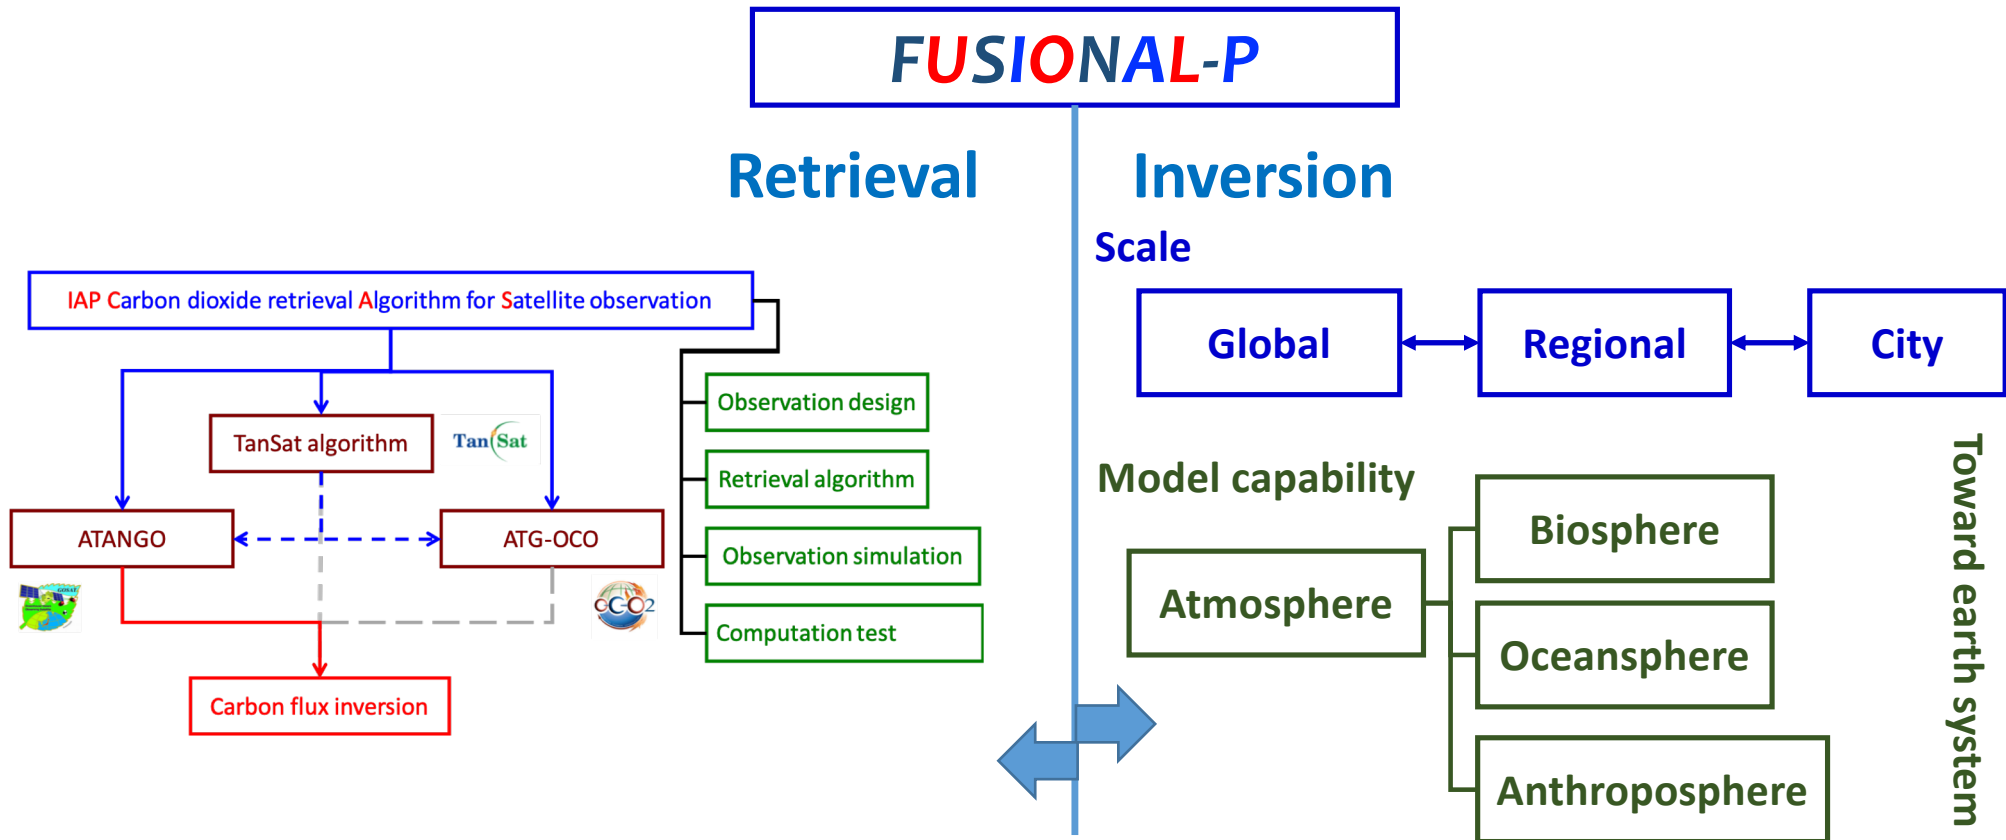 FUSIONAL-P
Retrieval
IAP Carbon dioxide retrieval Algorithm for Satellite observation
TanSat algorithm
TanSat
ATANGO
ATG-OCO
GOSAT
OCO2
Carbon flux inversion
Observation design
Retrieval algorithm
Observation simulation
Computation test
Inversion
Scale
Global
Regional
City
Model capability
Atmosphere
Biosphere
Oceansphere
Anthroposphere
Toward earth system